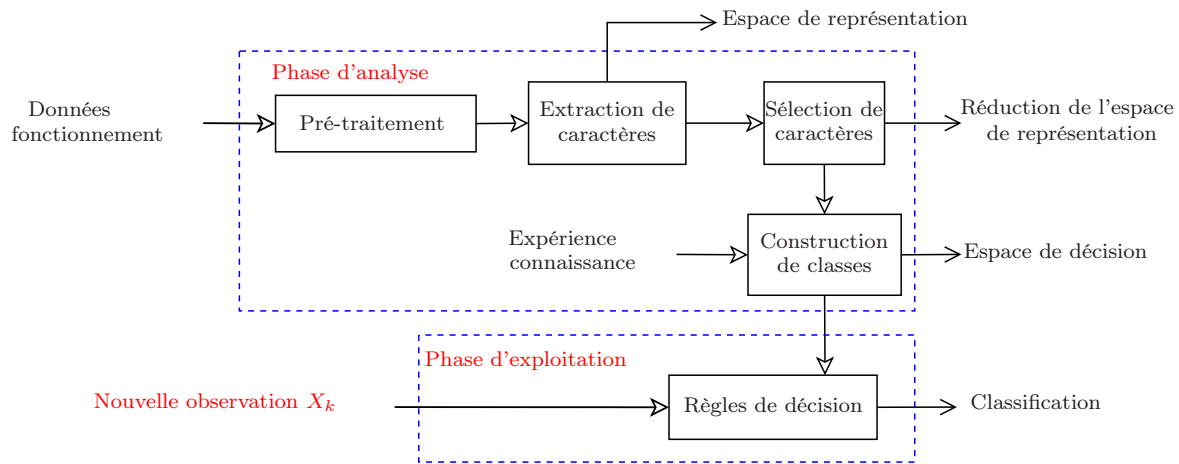 Espace de représentation
Phase d'analyse
Données
fonctionnement
Pré-traitement
Extraction de
caractères
Sélection de
caractères
Réduction de l'espace
de représentation
Expérience
connaissance
Construction
de classes
Espace de décision
Phase d'exploitation
Nouvelle observation X_k
Règles de décision
Classification